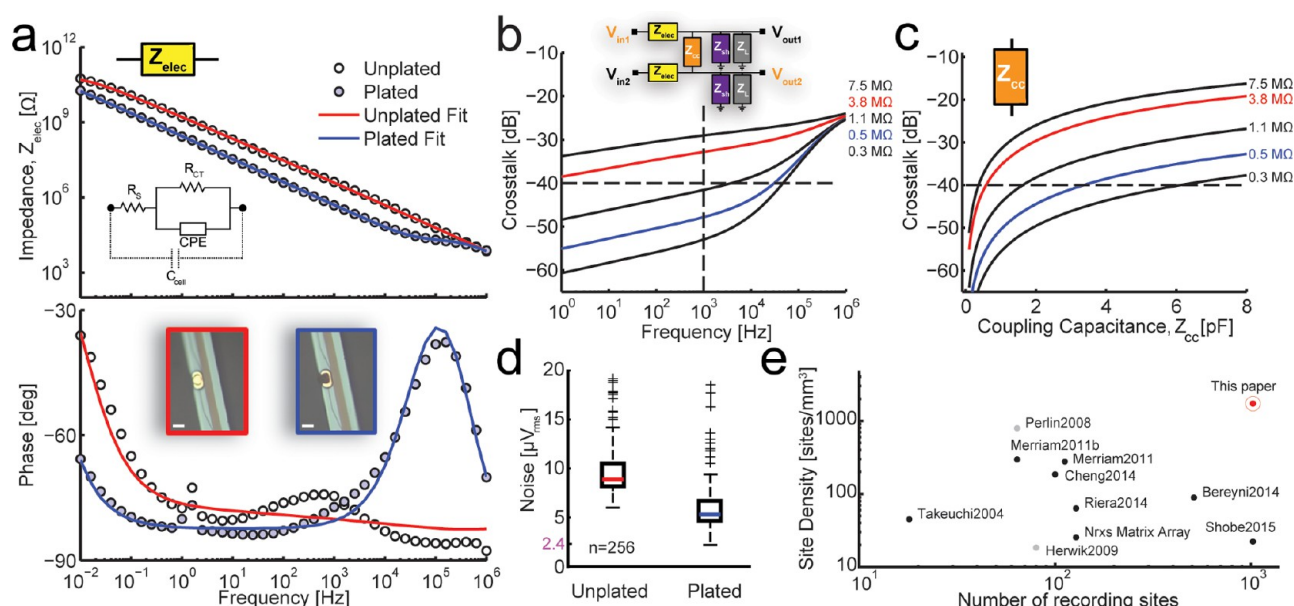 a
10^12
10^9
10^6
10^3
Impedance, Z_elec [Ω]
Z_elec
Unplated
Plated
Unplated Fit
Plated Fit
R_S
R_CT
CPE
C_cell
-30
-60
-90
Phase [deg]
10^-2 10^-1 10^0 10^1 10^2 10^3 10^4 10^5 10^6
Frequency [Hz]
b
V_in1
Z_elec
V_out1
Z_cc
Z_sh
Z_L
V_in2
Z_elec
V_out2
Z_sh
Z_L
-10
-20
-30
-40
-50
-60
Crosstalk [dB]
7.5 MΩ
3.8 MΩ
1.1 MΩ
0.5 MΩ
0.3 MΩ
10^0 10^1 10^2 10^3 10^4 10^5 10^6
Frequency [Hz]
c
Z_cc
-10
-20
-30
-40
-50
-60
Crosstalk [dB]
7.5 MΩ
3.8 MΩ
1.1 MΩ
0.5 MΩ
0.3 MΩ
0 2 4 6 8
Coupling Capacitance, Z_cc[pF]
d
20
15
10
5
2.4
0
Noise [µV_rms]
n=256
Unplated Plated
e
1000
100
10
Site Density [sites/mm^3]
This paper
Perlin2008
Merriam2011b
Merriam2011
Cheng2014
Bereyni2014
Riera2014
Takeuchi2004
Nrxs Matrix Array
Shobe2015
Herwik2009
10^1 10^2 10^3
Number of recording sites